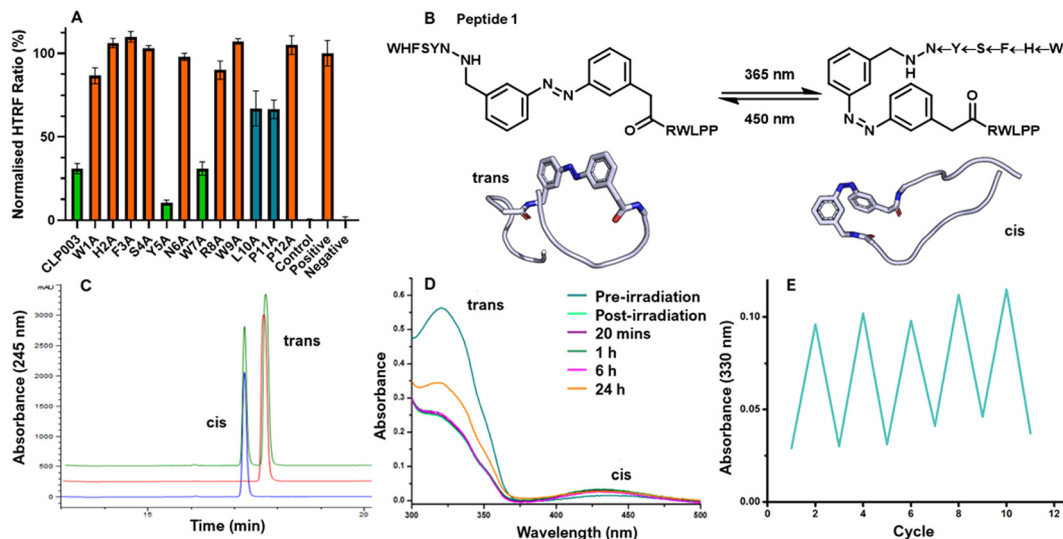 A
Normalised HTRF Ratio (%)
100
50
0
CLP003
W1A
H2A
F3A
S4A
Y5A
N6A
W7A
R8A
W9A
L10A
P11A
P12A
Control
Positive
Negative
B Peptide 1
WHFSYN
NH
N=N
O
RWLPP
365 nm
450 nm
N
H
N←Y←S←F←H←W
N=N
O
RWLPP
trans
cis
C
mAU
Absorbance (245 nm)
3000
2500
2000
1500
1000
500
0
15
20
Time (min)
cis
trans
D
trans
Pre-irradiation
Post-irradiation
20 mins
1 h
6 h
24 h
cis
Absorbance
0.6
0.5
0.4
0.3
0.2
0.1
0.0
300
350
400
450
500
Wavelength (nm)
E
Absorbance (330 nm)
0.10
0.05
0.00
0
2
4
6
8
10
12
Cycle